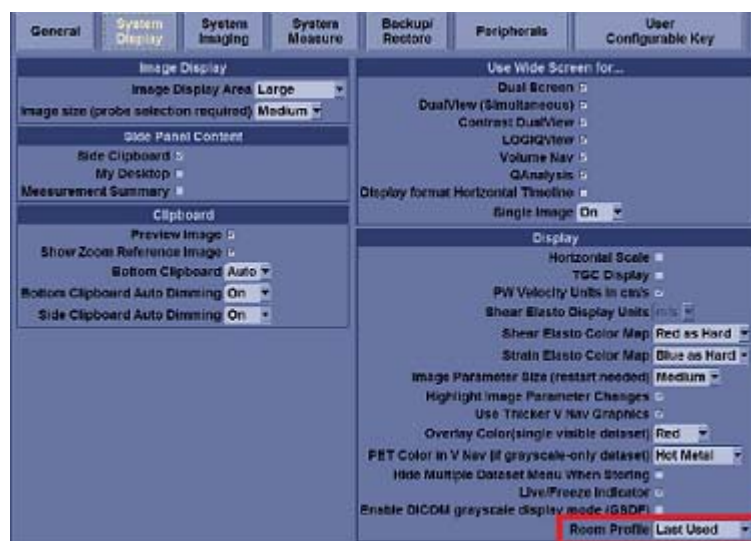 General
System Display
System Imaging
System Measure
Backup/ Restore
Peripherals
User Configurable Key
Image Display
Image Display Area Large
Image size (probe selection required) Medium
Side Panel Content
Side Clipboard
My Desktop
Measurement Summary
Clipboard
Preview Image
Show Zoom Reference Image
Bottom Clipboard Auto
Bottom Clipboard Auto Dimming On
Side Clipboard Auto Dimming On
Use Wide Screen for...
Dual Screen
DualView (Simultaneous)
Contrast DualView
LOGIQView
Volume Nav
QAnalysis
Display format Horizontal Timeline
Single Image On
Display
Horizontal Scale
TGC Display
PW Velocity Units in cm/s
Shear Elasto Display Units m/s
Shear Elasto Color Map Red as Hard
Strain Elasto Color Map Blue as Hard
Image Parameter Size (restart needed) Medium
Highlight Image Parameter Changes
Use Thicker V Nav Graphics
Overlay Color(single visible dataset) Red
PET Color in V Nav (if grayscale-only dataset) Hot Metal
Hide Multiple Dataset Menu When Storing
Live/Freeze Indicator
Enable DICOM grayscale display mode (GSDF)
Room Profile Last Used